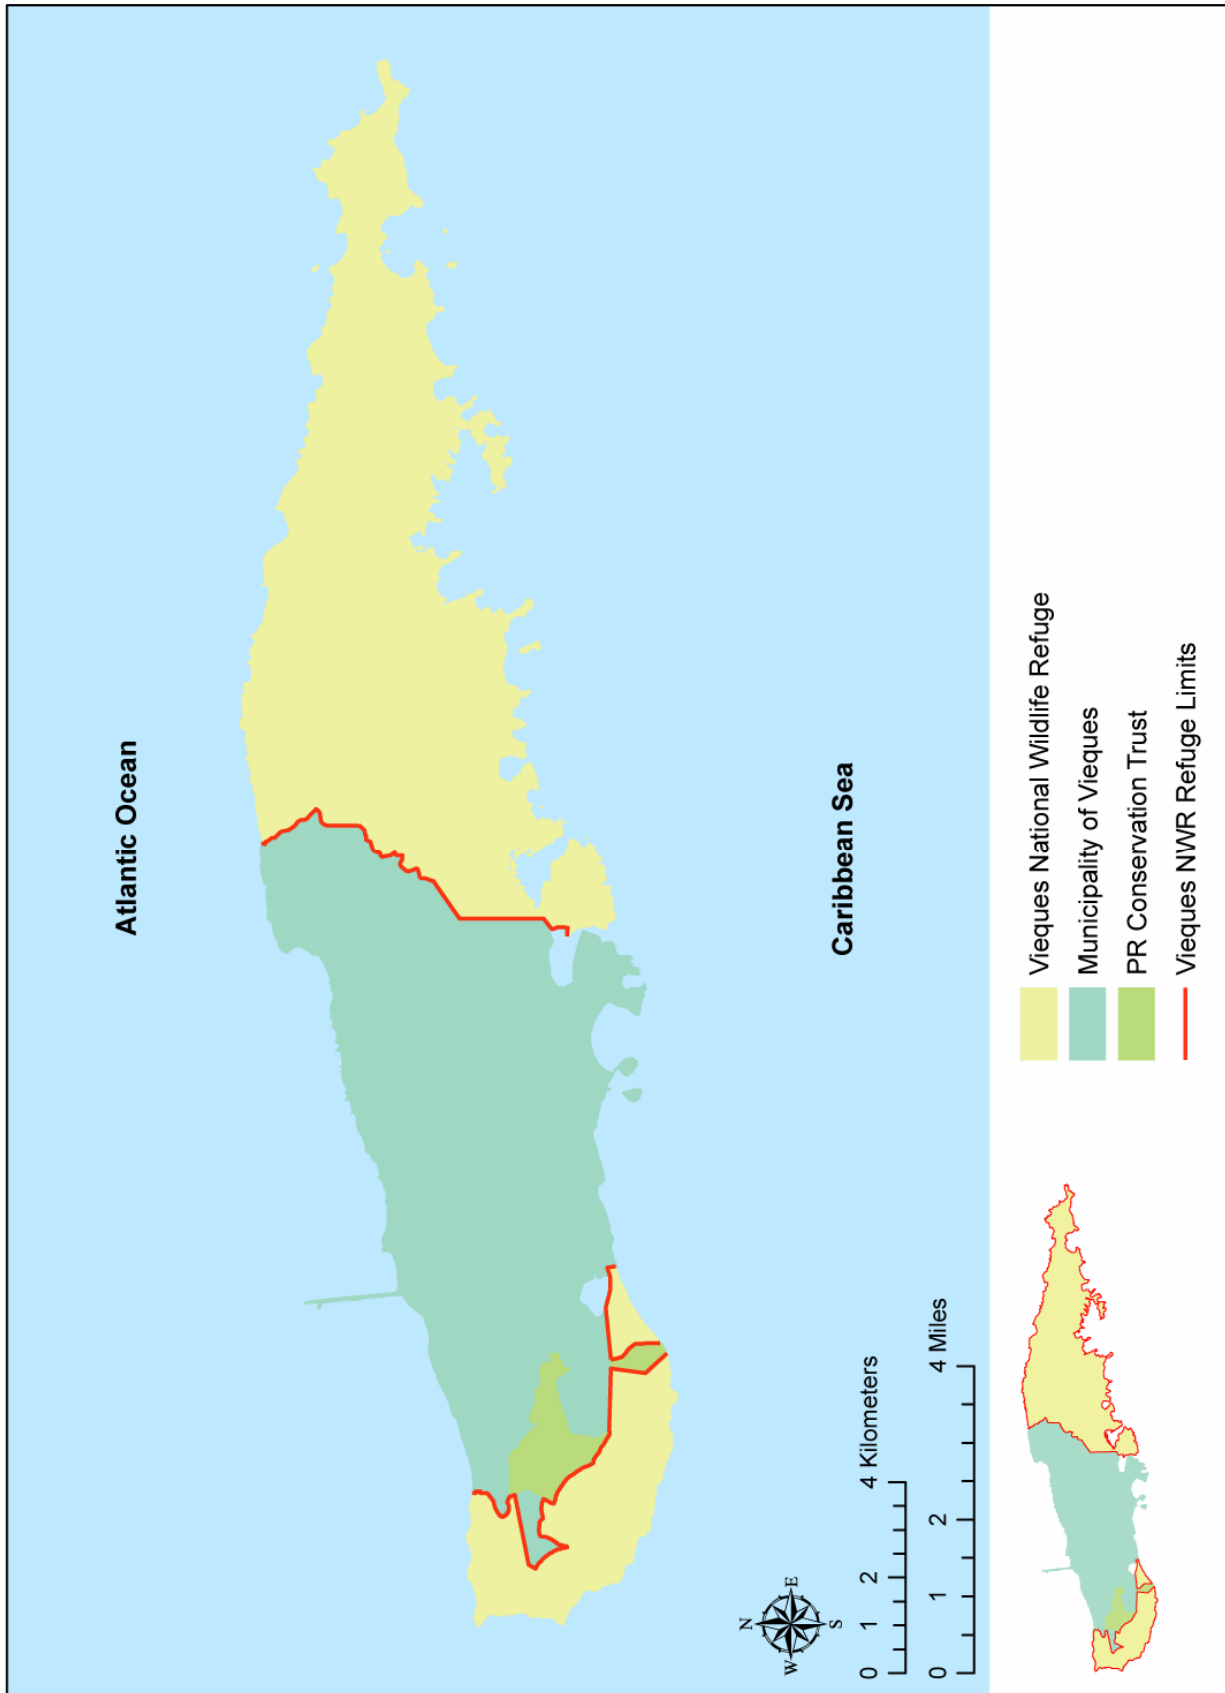 Atlantic Ocean
Caribbean Sea
N
W E
S
0 1 2 4 Kilometers
0 1 2 4 Miles
Vieques National Wildlife Refuge
Municipality of Vieques
PR Conservation Trust
Vieques NWR Refuge Limits